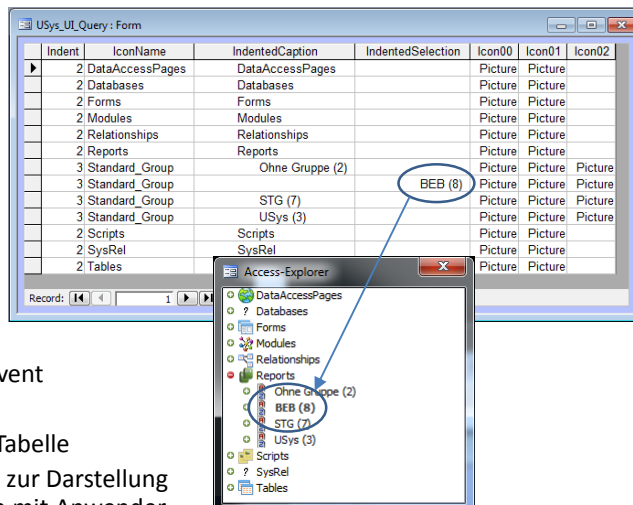 USys_UI_Query : Form
Indent IconName IndentedCaption IndentedSelection Icon00 Icon01 Icon02
2 DataAccessPages DataAccessPages Picture Picture
2 Databases Databases Picture Picture
2 Forms Forms Picture Picture
2 Modules Modules Picture Picture
2 Relationships Relationships Picture Picture
2 Reports Reports Picture Picture
3 Standard_Group Ohne Gruppe (2) Picture Picture Picture
3 Standard_Group BEB (8) Picture Picture Picture
3 Standard_Group STG (7) Picture Picture Picture
3 Standard_Group USys (3) Picture Picture Picture
2 Scripts Scripts Picture Picture
2 SysRel SysRel Picture Picture
2 Tables Picture Picture
Record: 1
Access-Explorer
DataAccessPages
? Databases
Forms
Modules
Relationships
Reports
Ohne Gruppe (2)
BEB (8)
STG (7)
USys (3)
Scripts
? SysRel
Tables
vent
Tabelle
zur Darstellung
mit Anwender